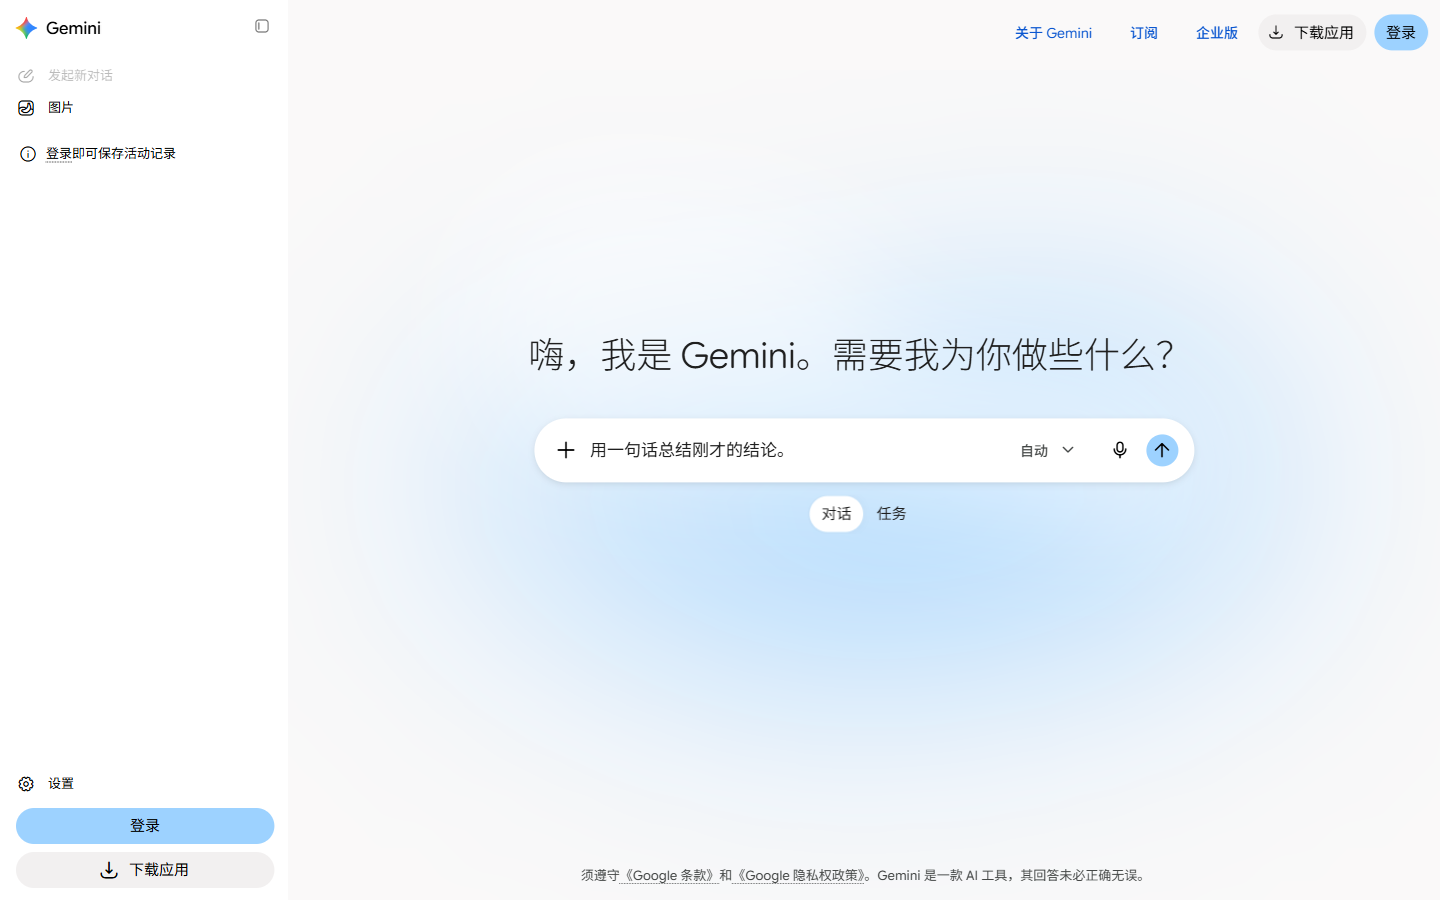 Gemini
发起新对话
图片
登录即可保存活动记录
设置
登录
下载应用
关于 Gemini
订阅
企业版
下载应用
登录
嗨，我是 Gemini。需要我为你做些什么？
用一句话总结刚才的结论。
自动
对话
任务
须遵守《Google 条款》和《Google 隐私权政策》。Gemini 是一款 AI 工具，其回答未必正确无误。